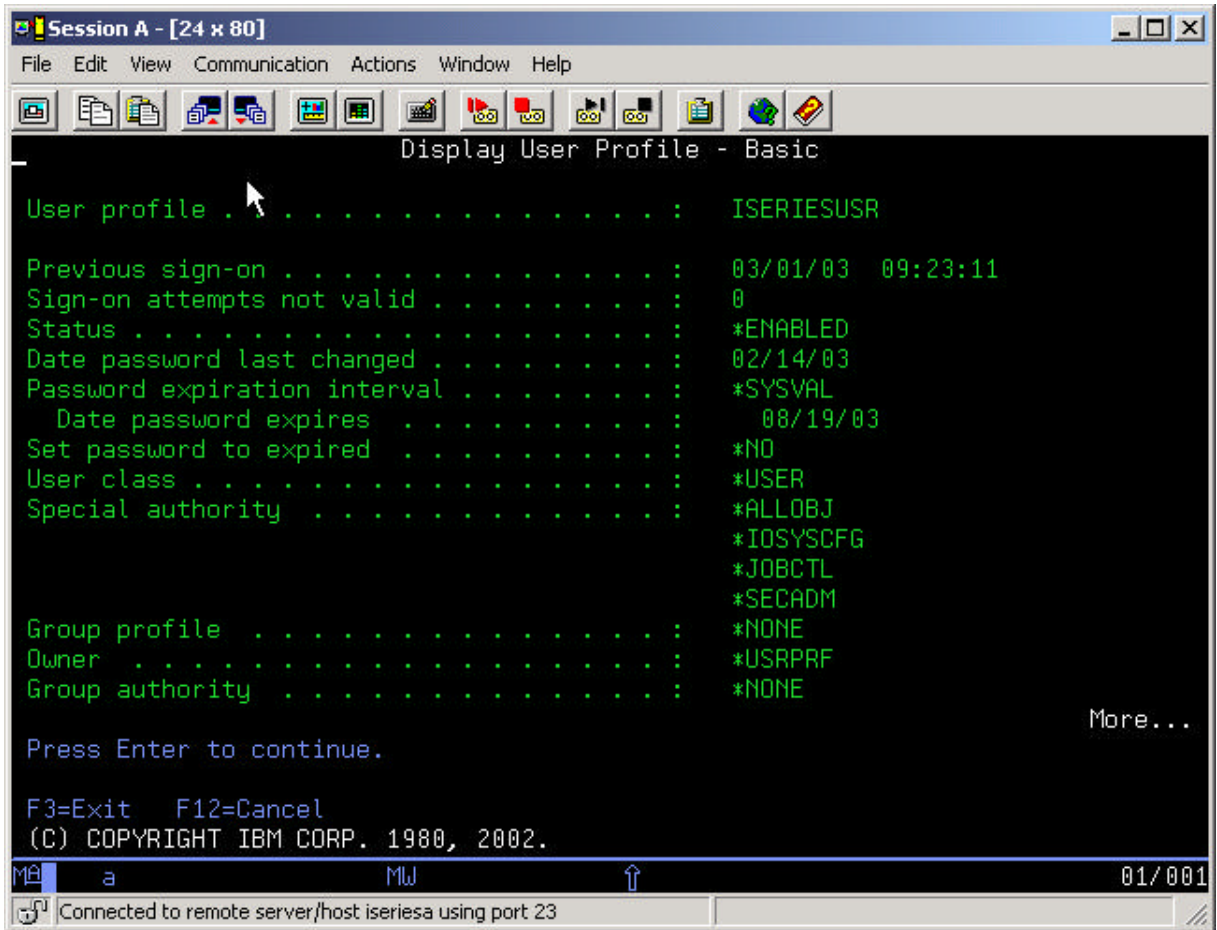 Session A - [24 x 80]
File Edit View Communication Actions Window Help
Display User Profile - Basic
User profile . . . . . . . . . . . . . . . . : ISERIESUSR
Previous sign-on . . . . . . . . . . . . . . : 03/01/03 09:23:11
Sign-on attempts not valid . . . . . . . . . : 0
Status . . . . . . . . . . . . . . . . . . . : *ENABLED
Date password last changed . . . . . . . . . : 02/14/03
Password expiration interval . . . . . . . . : *SYSVAL
Date password expires . . . . . . . . . . : 08/19/03
Set password to expired . . . . . . . . . . : *NO
User class . . . . . . . . . . . . . . . . . : *USER
Special authority . . . . . . . . . . . . . : *ALLOBJ
*IOSYSCFG
*JOBCTL
*SECADM
Group profile . . . . . . . . . . . . . . . : *NONE
Owner . . . . . . . . . . . . . . . . . . . : *USRPRF
Group authority . . . . . . . . . . . . . . : *NONE
More...
Press Enter to continue.
F3=Exit F12=Cancel
(C) COPYRIGHT IBM CORP. 1980, 2002.
MA a MW 01/001
Connected to remote server/host iseriesa using port 23